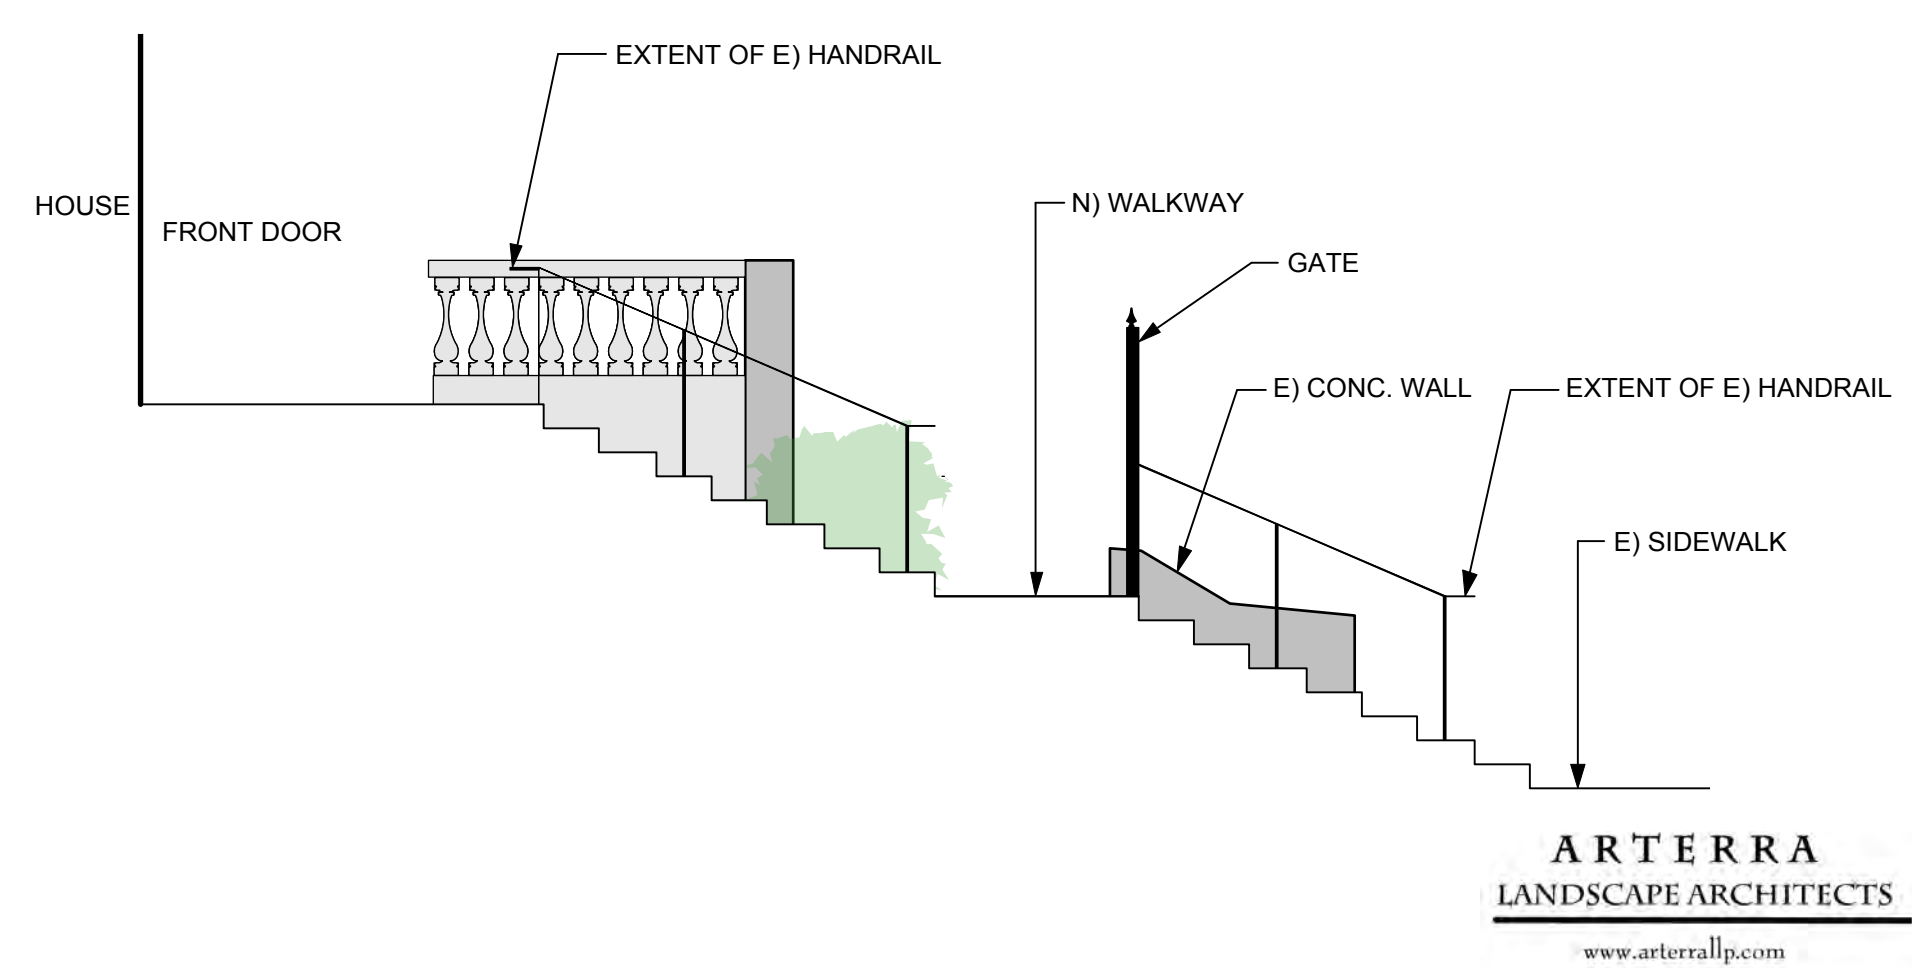 EXTENT OF E) HANDRAIL
HOUSE
FRONT DOOR
N) WALKWAY
GATE
E) CONC. WALL
EXTENT OF E) HANDRAIL
E) SIDEWALK
ARTERRA
LANDSCAPE ARCHITECTS
www.arterrallp.com